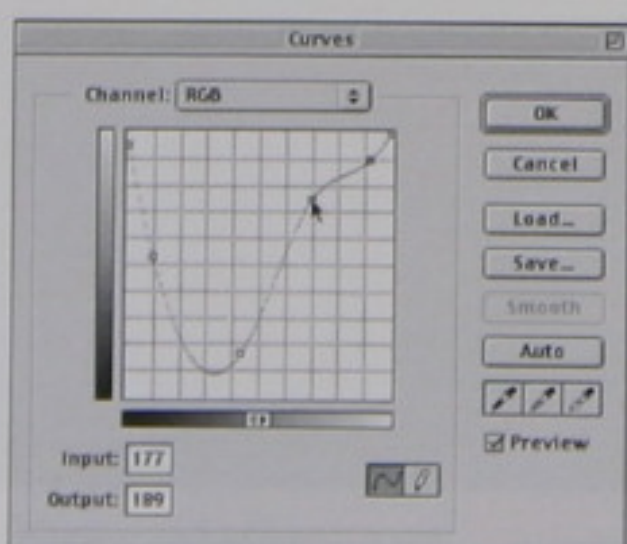 Curves
Channel: RGB
OK
Cancel
Load...
Save...
Smooth
Auto
Preview
Input: 177
Output: 189